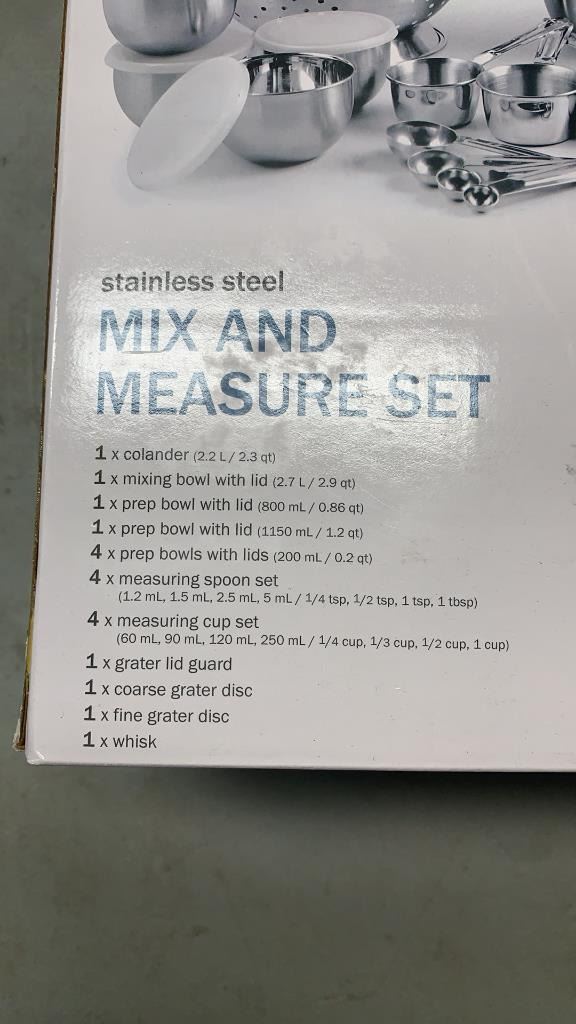 stainless steel
MIX AND
MEASURE SET
1 x colander (2.2 L / 2.3 qt)
1 x mixing bowl with lid (2.7 L / 2.9 qt)
1 x prep bowl with lid (800 mL / 0.86 qt)
1 x prep bowl with lid (1150 mL / 1.2 qt)
4 x prep bowls with lids (200 mL / 0.2 qt)
4 x measuring spoon set
(1.2 mL, 1.5 mL, 2.5 mL, 5 mL / 1/4 tsp, 1/2 tsp, 1 tsp, 1 tbsp)
4 x measuring cup set
(60 mL, 90 mL, 120 mL, 250 mL / 1/4 cup, 1/3 cup, 1/2 cup, 1 cup)
1 x grater lid guard
1 x coarse grater disc
1 x fine grater disc
1 x whisk